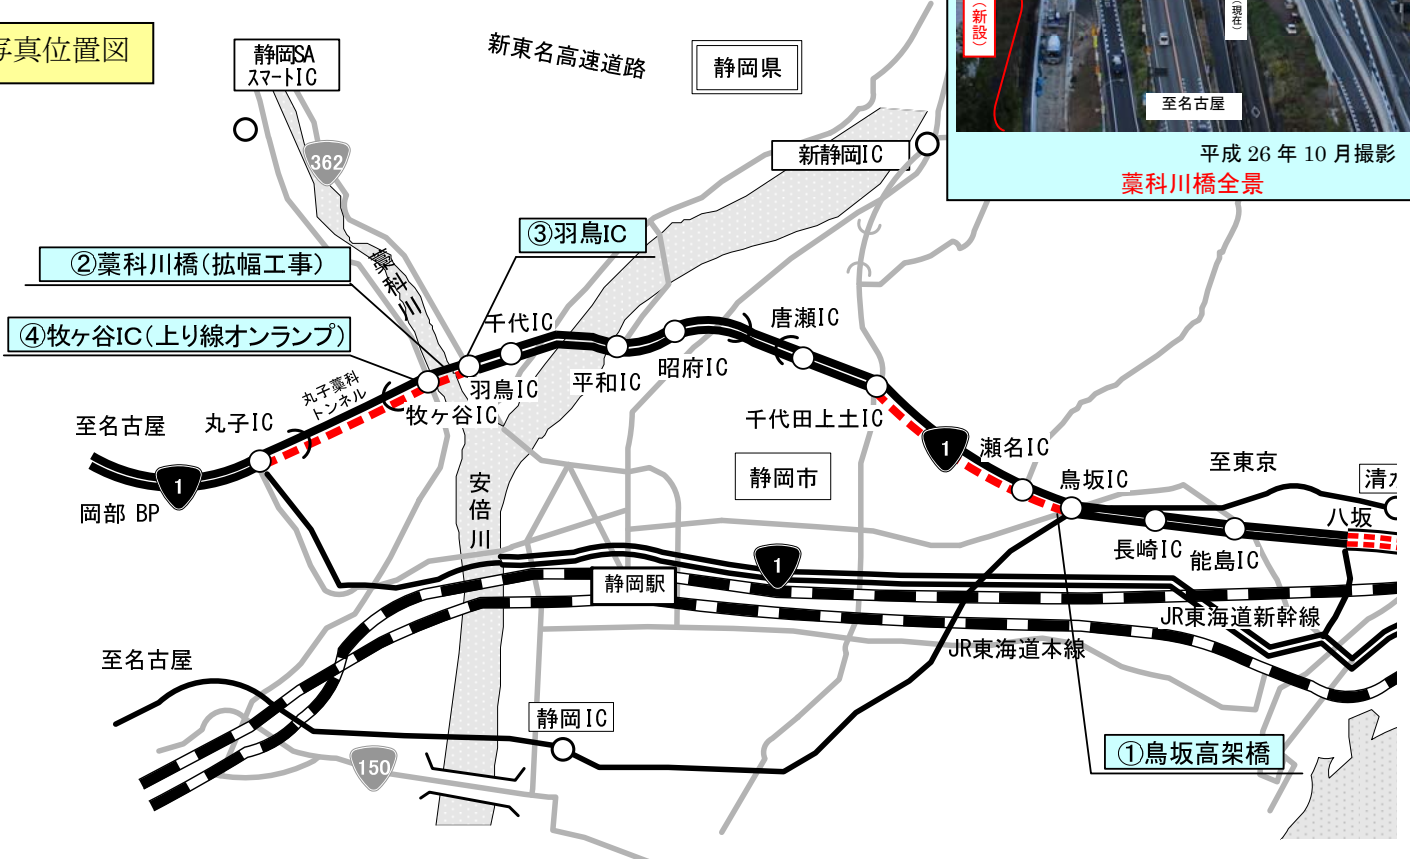 写真位置図
静岡SA
スマートIC
新東名高速道路
静岡県
(新設)
(現在)
至名古屋
平成 26 年 10 月撮影
藁科川橋全景
新静岡IC
362
③羽鳥IC
②藁科川橋(拡幅工事)
藁科川
④牧ヶ谷IC(上り線オンランプ)
千代IC
唐瀬IC
昭府IC
平和IC
羽鳥IC
牧ヶ谷IC
丸子藁科
トンネル
丸子IC
至名古屋
1
岡部 BP
千代田上土IC
1
瀬名IC
静岡市
鳥坂IC
至東京
清水
八坂
長崎IC
能島IC
安倍川
1
静岡駅
JR東海道新幹線
JR東海道本線
至名古屋
静岡IC
150
①鳥坂高架橋